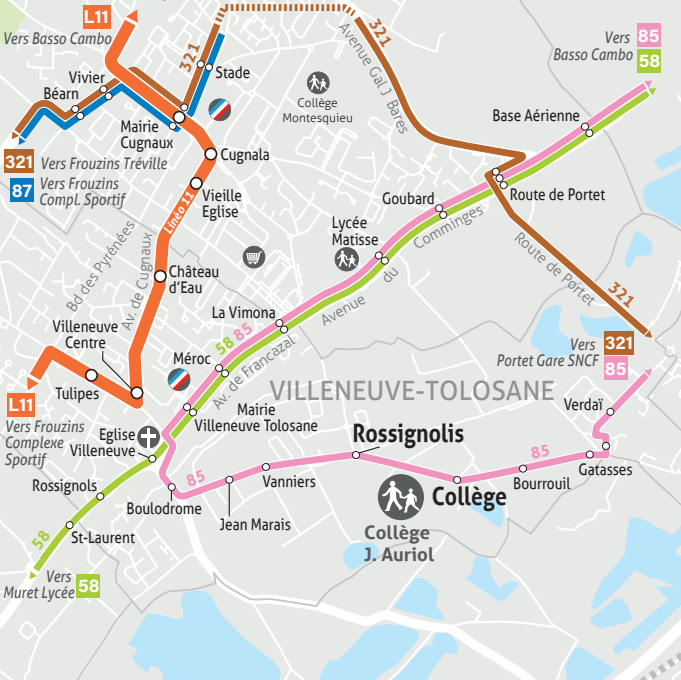 L11
Vers Basso Cambo
321
321
Avenue Gal. J. Bares
Vers
Basso Cambo
85
58
Vivier
Béarn
Stade
Collège
Montesquieu
Base Aérienne
Mairie
Cugnaux
Cugnala
321
Vers Frouzins Tréville
87
Vers Frouzins
Compl. Sportif
Vieille
Eglise
Linéo 11
Goubard
Route de Portet
Lycée
Matisse
Bd des Pyrénées
Av. de Cugnaux
Château
d'Eau
Avenue du Comminges
Route de Portet
321
La Vimona
Villeneuve
Centre
58 85
Av. de Francazal
Méroc
Vers
Portet Gare SNCF
321
85
Tulipes
VILLENEUVE-TOLOSANE
L11
Vers Frouzins
Complexe
Sportif
Mairie
Villeneuve Tolosane
Verdaï
Eglise
Villeneuve
Rossignolis
85
Gatasses
Rossignols
85
Vanniers
Bourrouil
Boulodrome
Collège
Jean Marais
St-Laurent
Collège
J. Auriol
58
Vers
Muret Lycée
58